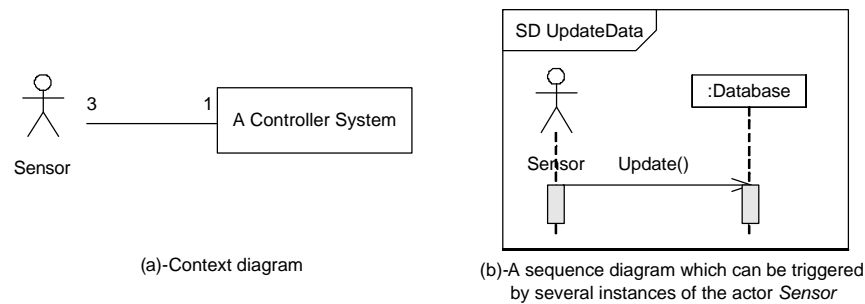 3
1
A Controller System
Sensor
(a)-Context diagram
SD UpdateData
:Database
Sensor
Update()
(b)-A sequence diagram which can be triggered
by several instances of the actor Sensor